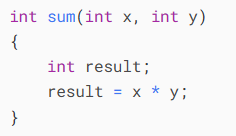 int sum(int x, int y)
{
    int result;
    result = x * y;
}